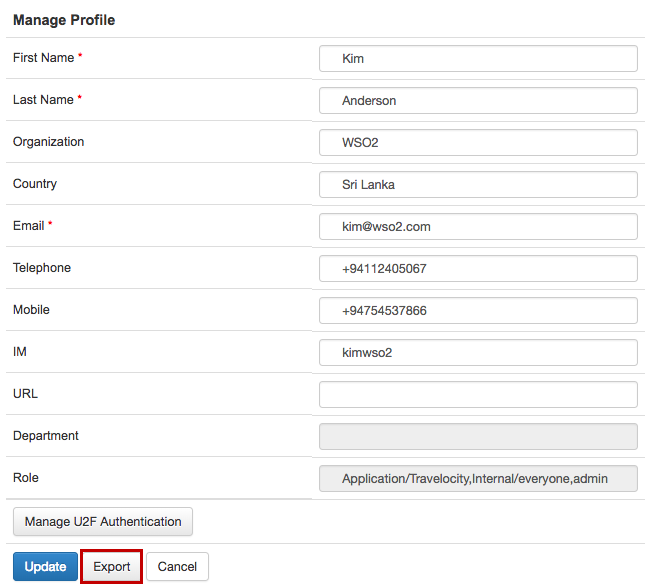 Manage Profile
First Name * Kim
Last Name * Anderson
Organization WSO2
Country Sri Lanka
Email * kim@wso2.com
Telephone +94112405067
Mobile +94754537866
IM kimwso2
URL
Department
Role Application/Travelocity,Internal/everyone,admin
Manage U2F Authentication
Update Export Cancel